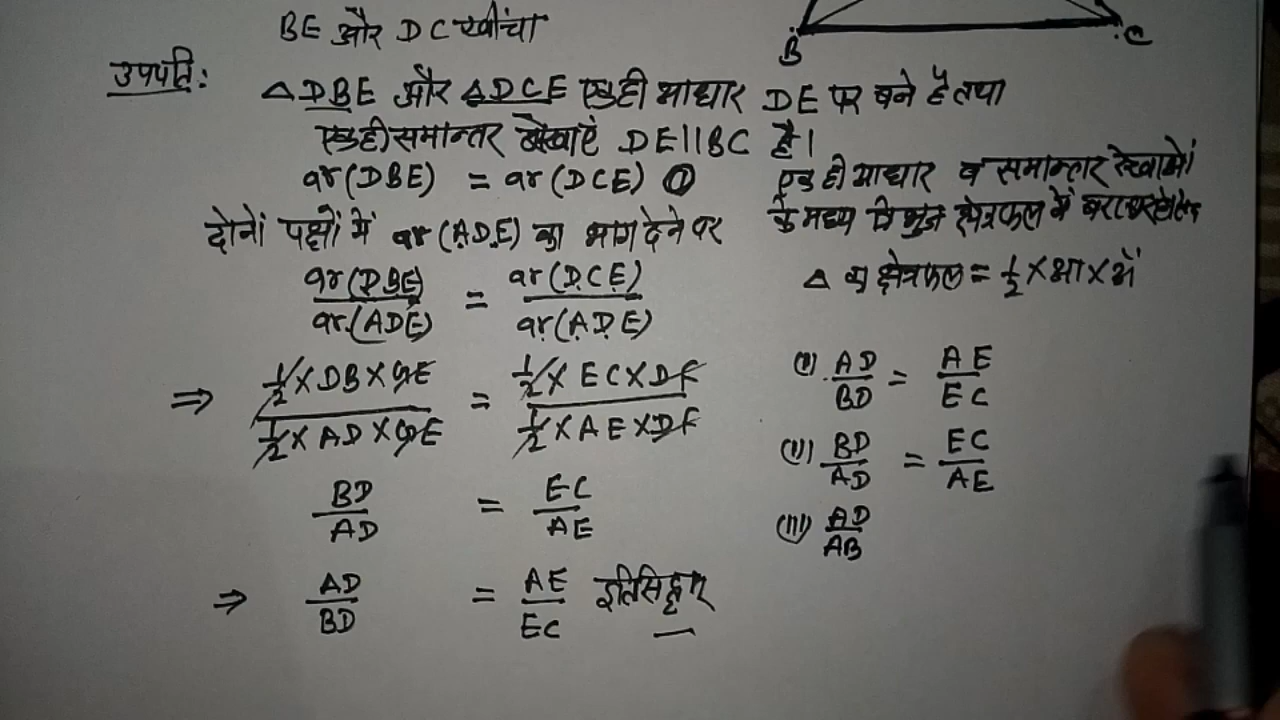 BE और DC खींचा
B
C
उपपति:
△DBE और △DCE एक ही आधार DE पर बने है तथा
एक ही समान्तर रेखाएं DE||BC है।
ar(DBE) = ar(DCE) ①
दोनों पक्षों में ar(ADE) का भाग देने पर
ar(DBE)/ar(ADE) = ar(DCE)/ar(ADE)
⇒ ½×DB×GE/½×AD×GE = ½×EC×DF/½×AE×DF
BD/AD = EC/AE
⇒ AD/BD = AE/EC इतिसिद्धम्
एक ही आधार व समान्तर रेखाओं
के मध्य त्रिभुज क्षेत्रफल में बराबर होते है
△ का क्षेत्रफल = ½×आ×ऊँ
(I) AD/BD = AE/EC
(II) BD/AD = EC/AE
(III) AD/AB